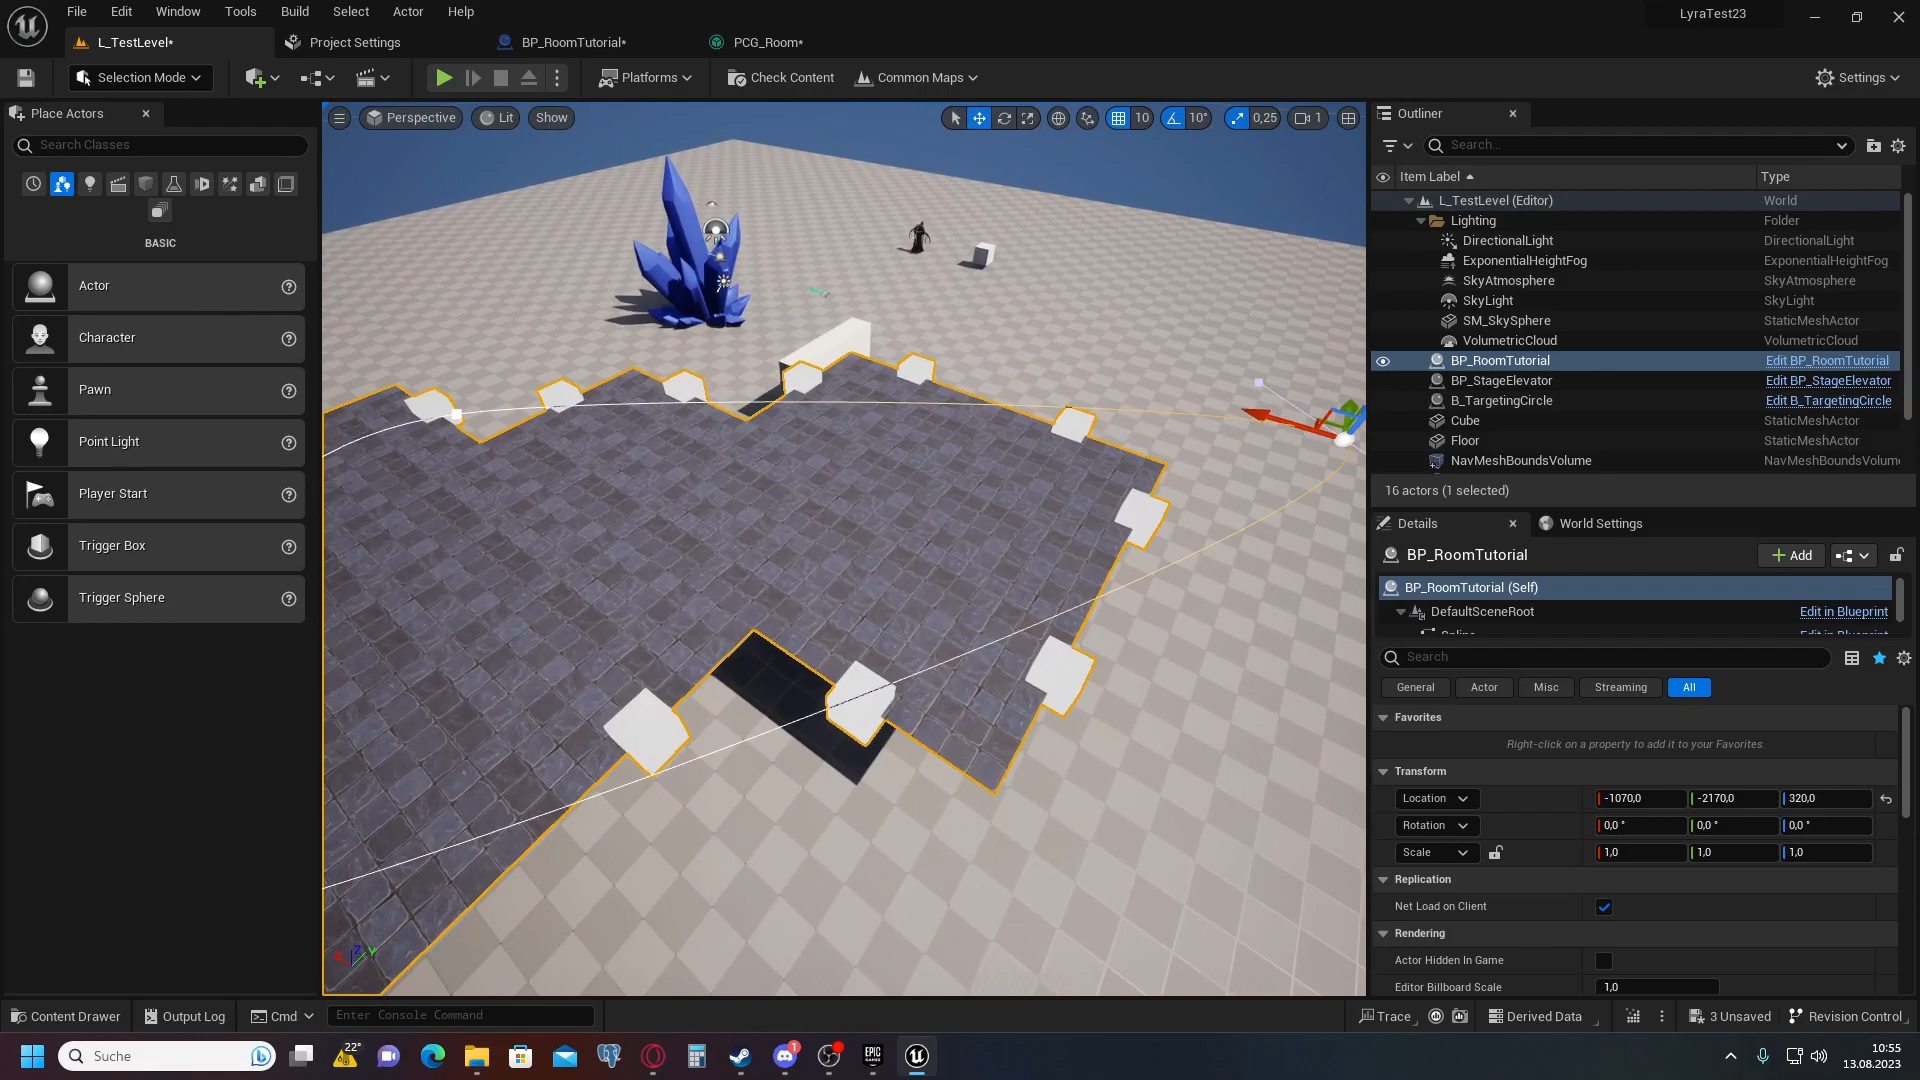 File Edit Window Tools Build Select Actor Help
LyraTest23
L_TestLevel*
Project Settings
BP_RoomTutorial*
PCG_Room*
Selection Mode
Platforms
Check Content
Common Maps
Settings
Place Actors
Search Classes
BASIC
Actor
Character
Pawn
Point Light
Player Start
Trigger Box
Trigger Sphere
Perspective
Lit
Show
10
10°
0,25
1
X
Z
Y
Outliner
Search...
Item Label
Type
L_TestLevel (Editor) World
Lighting Folder
DirectionalLight DirectionalLight
ExponentialHeightFog ExponentialHeightFog
SkyAtmosphere SkyAtmosphere
SkyLight SkyLight
SM_SkySphere StaticMeshActor
VolumetricCloud VolumetricCloud
BP_RoomTutorial Edit BP_RoomTutorial
BP_StageElevator Edit BP_StageElevator
B_TargetingCircle Edit B_TargetingCircle
Cube StaticMeshActor
Floor StaticMeshActor
NavMeshBoundsVolume NavMeshBoundsVolum
16 actors (1 selected)
Details
World Settings
BP_RoomTutorial
Add
BP_RoomTutorial (Self)
DefaultSceneRoot Edit in Blueprint
Spline Edit in Blueprint
Search
General Actor Misc Streaming All
Favorites
Right-click on a property to add it to your Favorites.
Transform
Location -1070,0 -2170,0 320,0
Rotation 0,0 ° 0,0 ° 0,0 °
Scale 1,0 1,0 1,0
Replication
Net Load on Client
Rendering
Actor Hidden In Game
Editor Billboard Scale 1,0
Content Drawer
Output Log
Cmd
Enter Console Command
Trace
Derived Data
3 Unsaved
Revision Control
Suche
22°
1
EPIC GAMES
10:55
13.08.2023